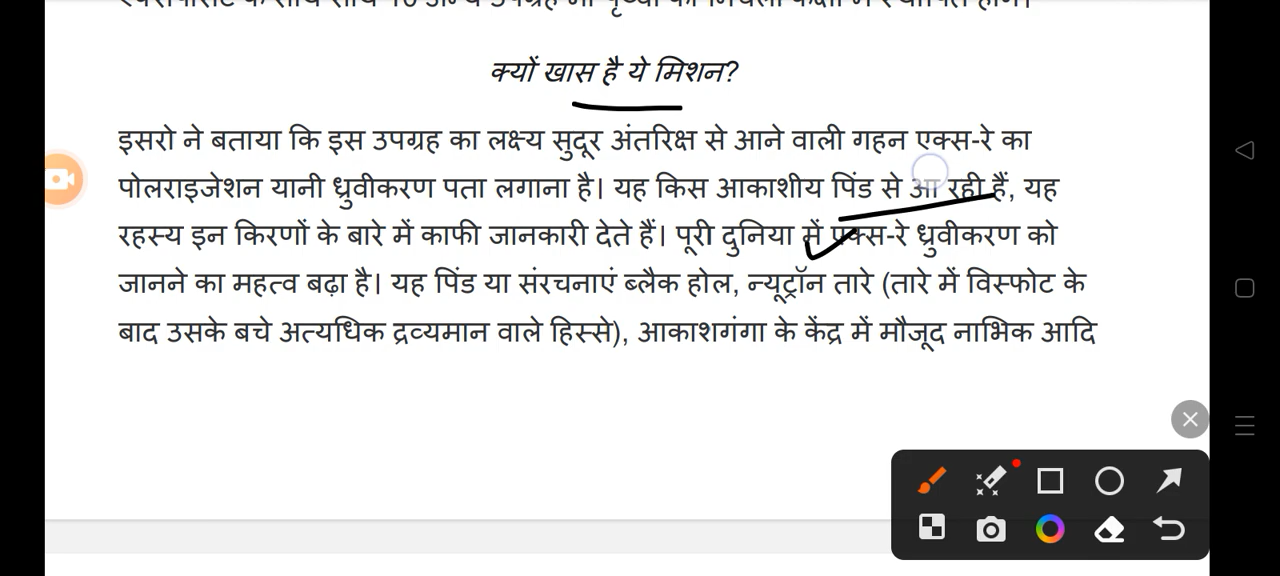 क्यों खास है ये मिशन?
इसरो ने बताया कि इस उपग्रह का लक्ष्य सुदूर अंतरिक्ष से आने वाली गहन एक्स-रे का
पोलराइजेशन यानी ध्रुवीकरण पता लगाना है। यह किस आकाशीय पिंड से आ रही हैं, यह
रहस्य इन किरणों के बारे में काफी जानकारी देते हैं। पूरी दुनिया में एक्स-रे ध्रुवीकरण को
जानने का महत्व बढ़ा है। यह पिंड या संरचनाएं ब्लैक होल, न्यूट्रॉन तारे (तारे में विस्फोट के
बाद उसके बचे अत्यधिक द्रव्यमान वाले हिस्से), आकाशगंगा के केंद्र में मौजूद नाभिक आदि